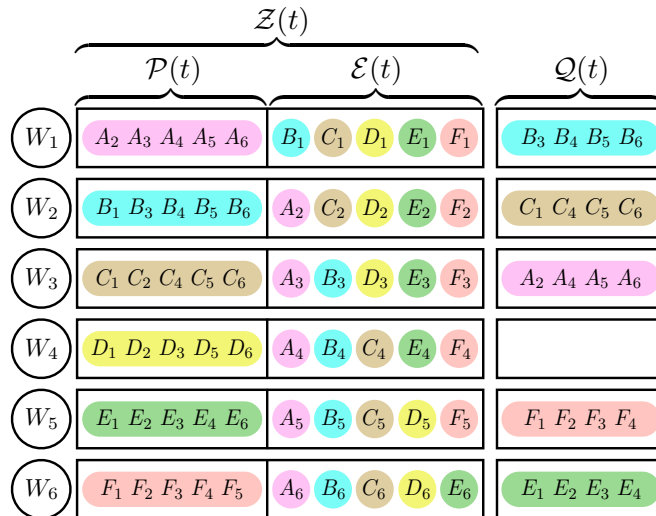 𝒵(t)
𝒫(t) ℰ(t) 𝒬(t)
W₁ A₂ A₃ A₄ A₅ A₆ B₁ C₁ D₁ E₁ F₁ B₃ B₄ B₅ B₆
W₂ B₁ B₃ B₄ B₅ B₆ A₂ C₂ D₂ E₂ F₂ C₁ C₄ C₅ C₆
W₃ C₁ C₂ C₄ C₅ C₆ A₃ B₃ D₃ E₃ F₃ A₂ A₄ A₅ A₆
W₄ D₁ D₂ D₃ D₅ D₆ A₄ B₄ C₄ E₄ F₄
W₅ E₁ E₂ E₃ E₄ E₆ A₅ B₅ C₅ D₅ F₅ F₁ F₂ F₃ F₄
W₆ F₁ F₂ F₃ F₄ F₅ A₆ B₆ C₆ D₆ E₆ E₁ E₂ E₃ E₄